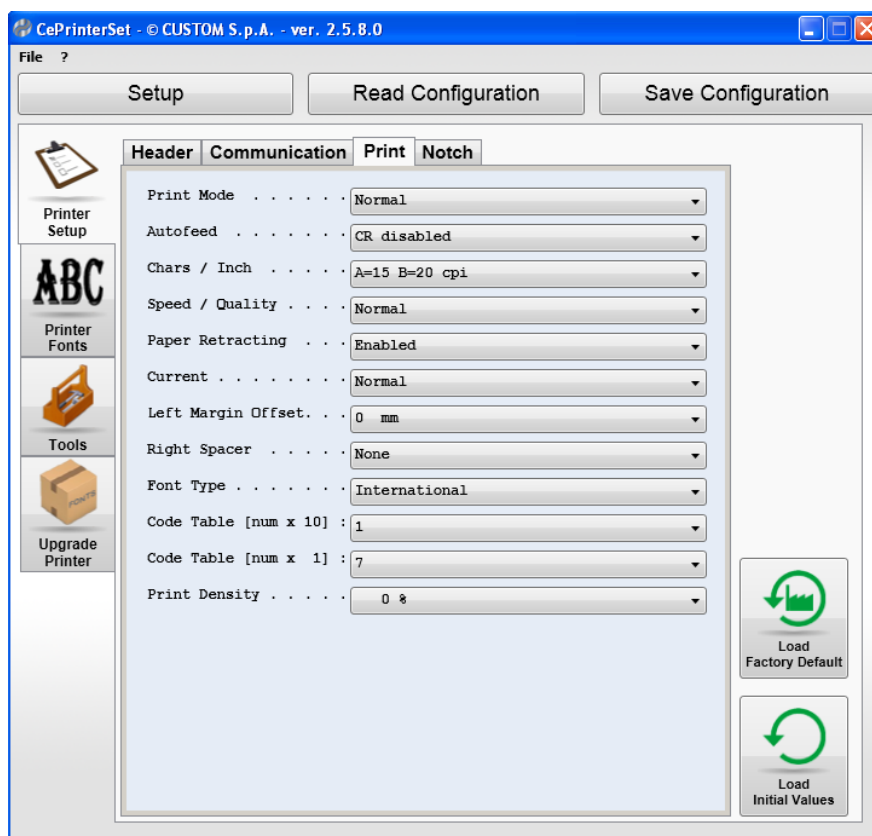 CePrinterSet - © CUSTOM S.p.A. - ver. 2.5.8.0
File ?
Setup Read Configuration Save Configuration
Header Communication Print Notch
Printer
Setup
ABC
Printer
Fonts
Tools
FONTS
Upgrade
Printer
Print Mode . . . . . . Normal
Autofeed . . . . . . . CR disabled
Chars / Inch . . . . . A=15 B=20 cpi
Speed / Quality . . . . Normal
Paper Retracting . . . Enabled
Current . . . . . . . . Normal
Left Margin Offset. . . 0 mm
Right Spacer . . . . . None
Font Type . . . . . . . International
Code Table [num x 10] : 1
Code Table [num x 1] : 7
Print Density . . . . . 0 %
Load
Factory Default
Load
Initial Values